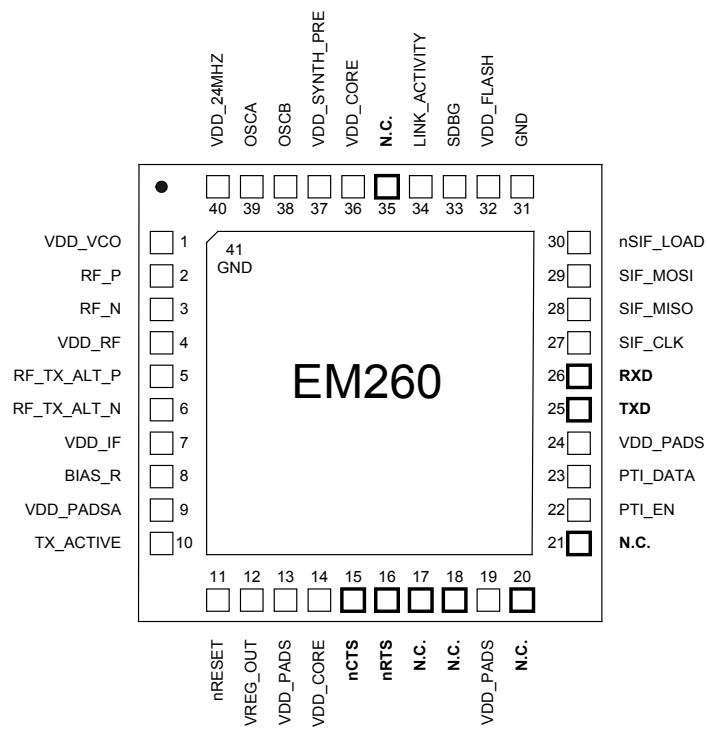 VDD_24MHZ
OSCA
OSCB
VDD_SYNTH_PRE
VDD_CORE
N.C.
LINK_ACTIVITY
SDBG
VDD_FLASH
GND
40 39 38 37 36 35 34 33 32 31
VDD_VCO 1
RF_P 2
RF_N 3
VDD_RF 4
RF_TX_ALT_P 5
RF_TX_ALT_N 6
VDD_IF 7
BIAS_R 8
VDD_PADSA 9
TX_ACTIVE 10
41
GND
EM260
30 nSIF_LOAD
29 SIF_MOSI
28 SIF_MISO
27 SIF_CLK
26 RXD
25 TXD
24 VDD_PADS
23 PTI_DATA
22 PTI_EN
21 N.C.
11 12 13 14 15 16 17 18 19 20
nRESET
VREG_OUT
VDD_PADS
VDD_CORE
nCTS
nRTS
N.C.
N.C.
VDD_PADS
N.C.